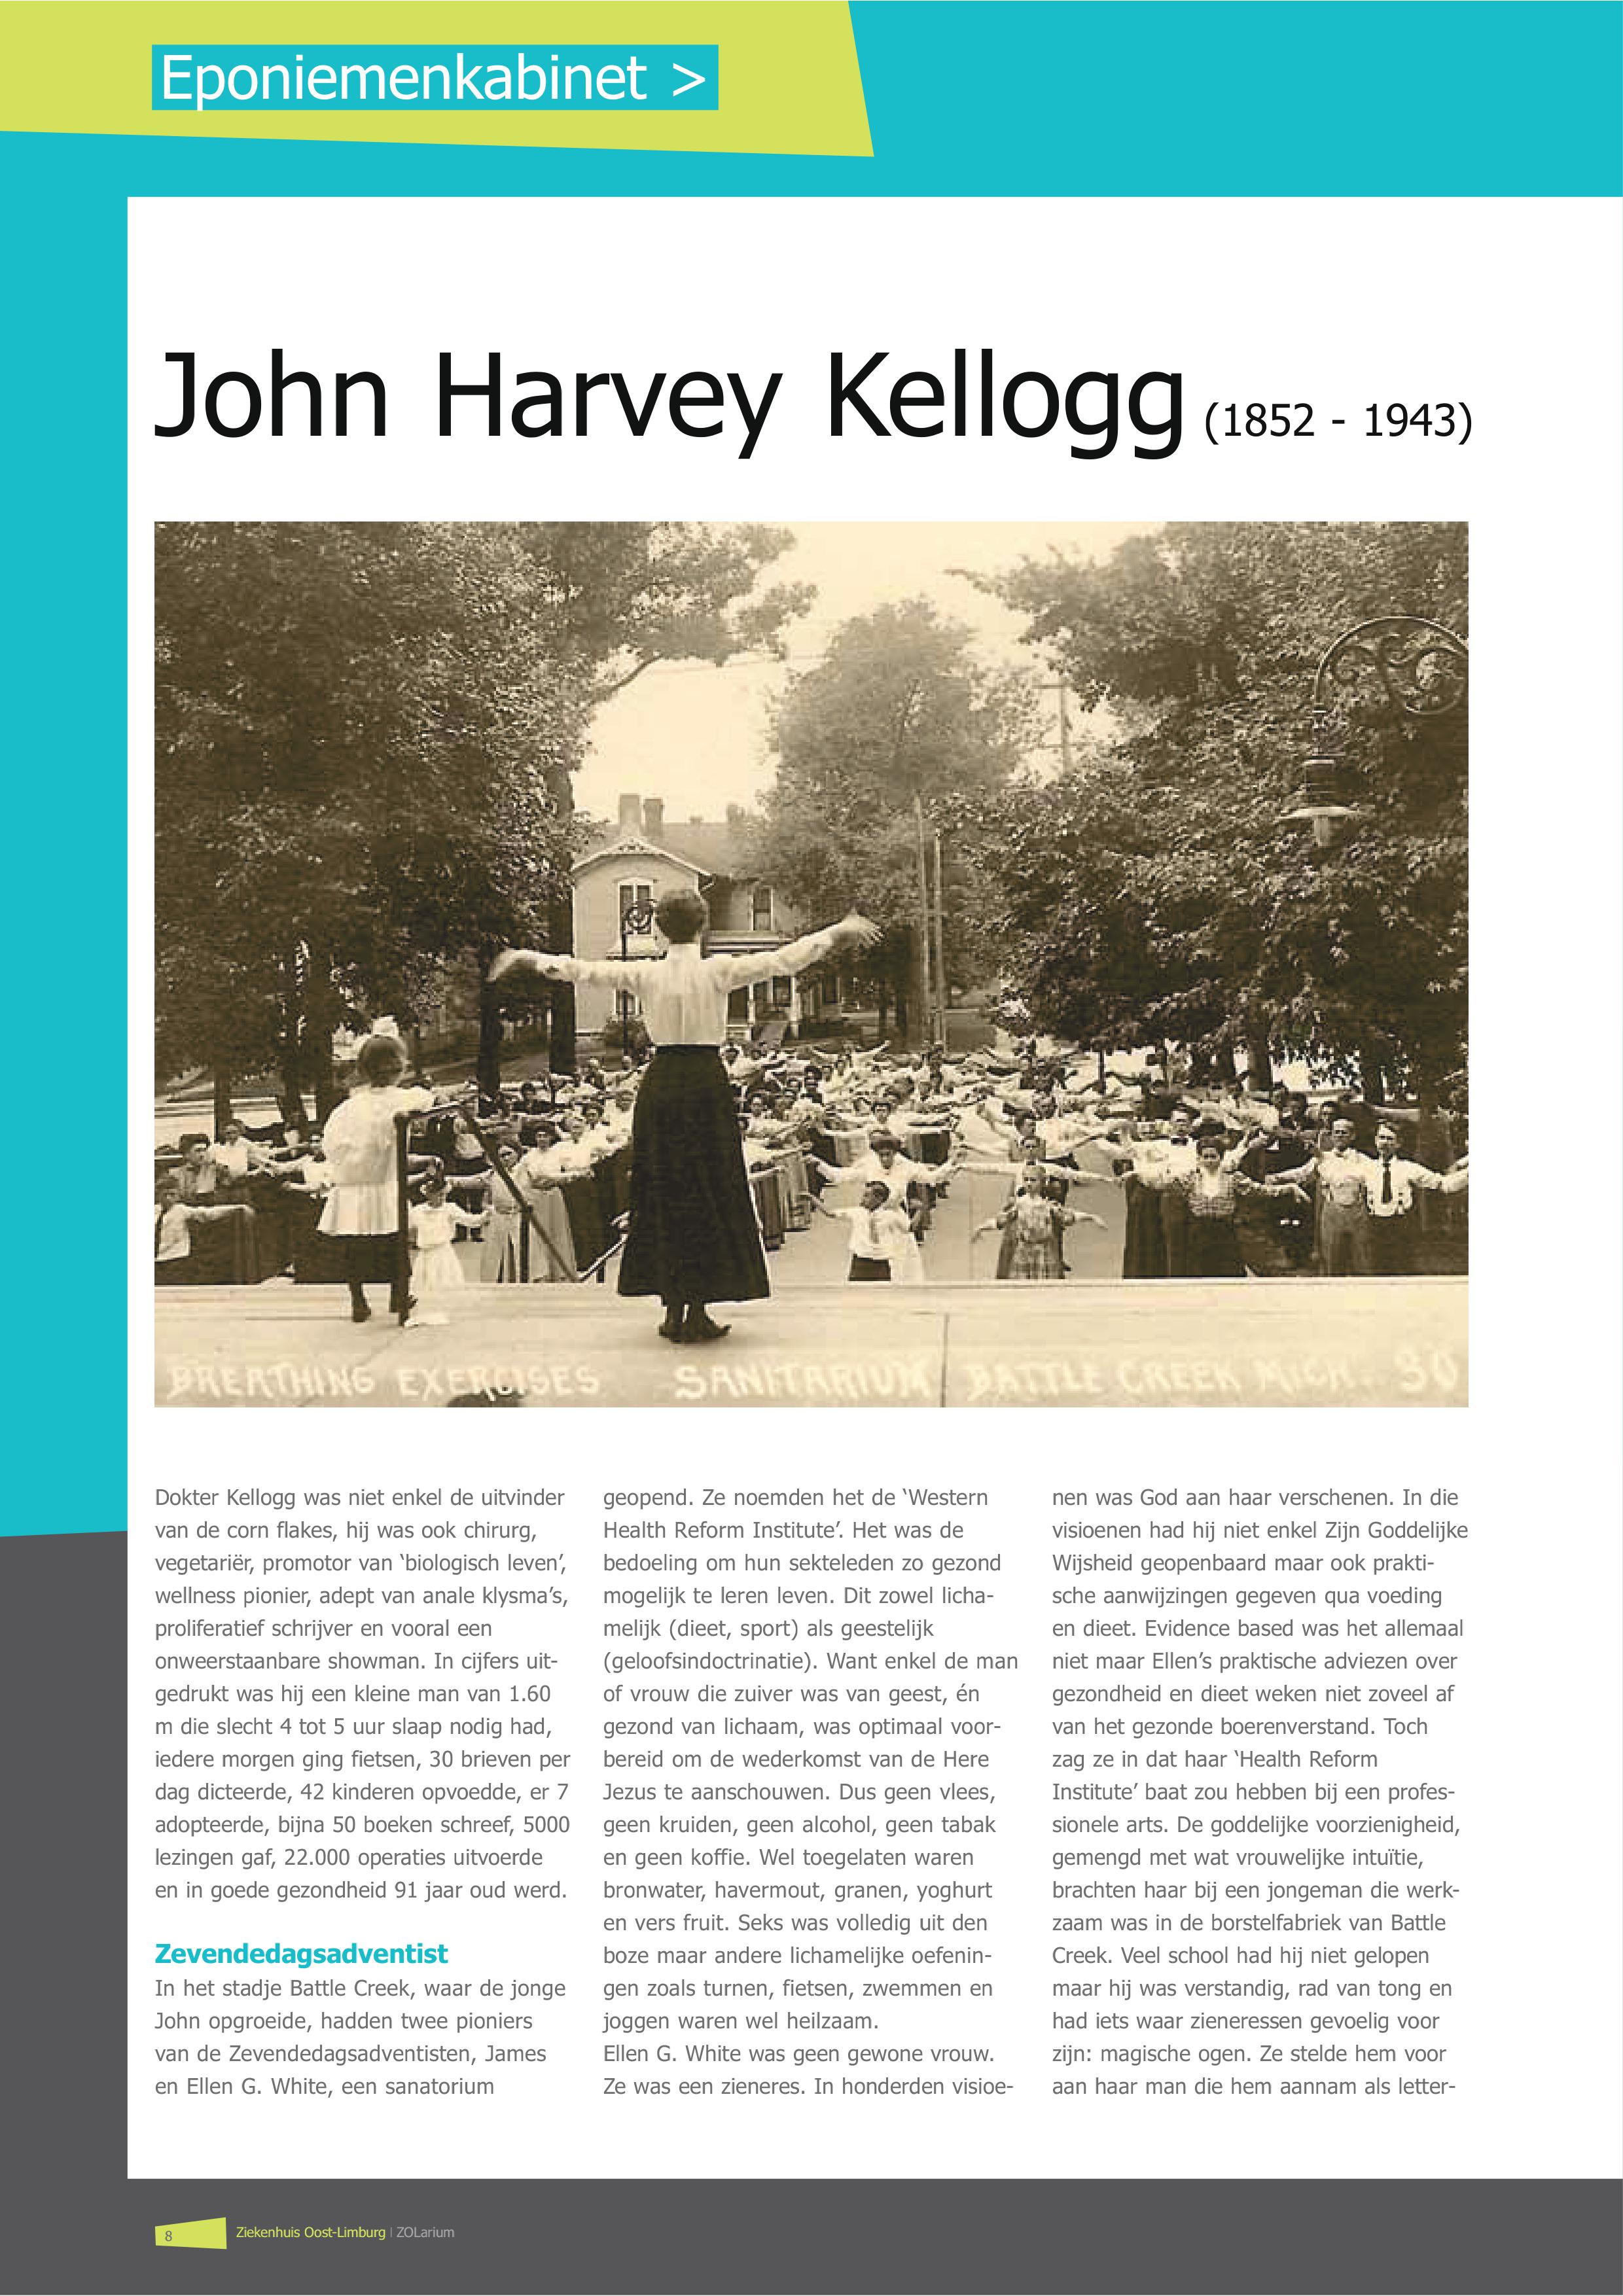 Eponiemenkabinet >
John Harvey Kellogg (1852 - 1943)
BREATHING EXERCISES SANITARIUM BATTLE CREEK MICH. 30
Dokter Kellogg was niet enkel de uitvinder
van de corn flakes, hij was ook chirurg,
vegetariër, promotor van ‘biologisch leven’,
wellness pionier, adept van anale klysma’s,
proliferatief schrijver en vooral een
onweerstaanbare showman. In cijfers uit-
gedrukt was hij een kleine man van 1.60
m die slecht 4 tot 5 uur slaap nodig had,
iedere morgen ging fietsen, 30 brieven per
dag dicteerde, 42 kinderen opvoedde, er 7
adopteerde, bijna 50 boeken schreef, 5000
lezingen gaf, 22.000 operaties uitvoerde
en in goede gezondheid 91 jaar oud werd.
Zevendedagsadventist
In het stadje Battle Creek, waar de jonge
John opgroeide, hadden twee pioniers
van de Zevendedagsadventisten, James
en Ellen G. White, een sanatorium
geopend. Ze noemden het de ‘Western
Health Reform Institute’. Het was de
bedoeling om hun sekteleden zo gezond
mogelijk te leren leven. Dit zowel licha-
melijk (dieet, sport) als geestelijk
(geloofsindoctrinatie). Want enkel de man
of vrouw die zuiver was van geest, én
gezond van lichaam, was optimaal voor-
bereid om de wederkomst van de Here
Jezus te aanschouwen. Dus geen vlees,
geen kruiden, geen alcohol, geen tabak
en geen koffie. Wel toegelaten waren
bronwater, havermout, granen, yoghurt
en vers fruit. Seks was volledig uit den
boze maar andere lichamelijke oefenin-
gen zoals turnen, fietsen, zwemmen en
joggen waren wel heilzaam.
Ellen G. White was geen gewone vrouw.
Ze was een zieneres. In honderden visioe-
nen was God aan haar verschenen. In die
visioenen had hij niet enkel Zijn Goddelijke
Wijsheid geopenbaard maar ook prakti-
sche aanwijzingen gegeven qua voeding
en dieet. Evidence based was het allemaal
niet maar Ellen’s praktische adviezen over
gezondheid en dieet weken niet zoveel af
van het gezonde boerenverstand. Toch
zag ze in dat haar ‘Health Reform
Institute’ baat zou hebben bij een profes-
sionele arts. De goddelijke voorzienigheid,
gemengd met wat vrouwelijke intuïtie,
brachten haar bij een jongeman die werk-
zaam was in de borstelfabriek van Battle
Creek. Veel school had hij niet gelopen
maar hij was verstandig, rad van tong en
had iets waar zieneressen gevoelig voor
zijn: magische ogen. Ze stelde hem voor
aan haar man die hem aannam als letter-
8 Ziekenhuis Oost-Limburg | ZOLarium